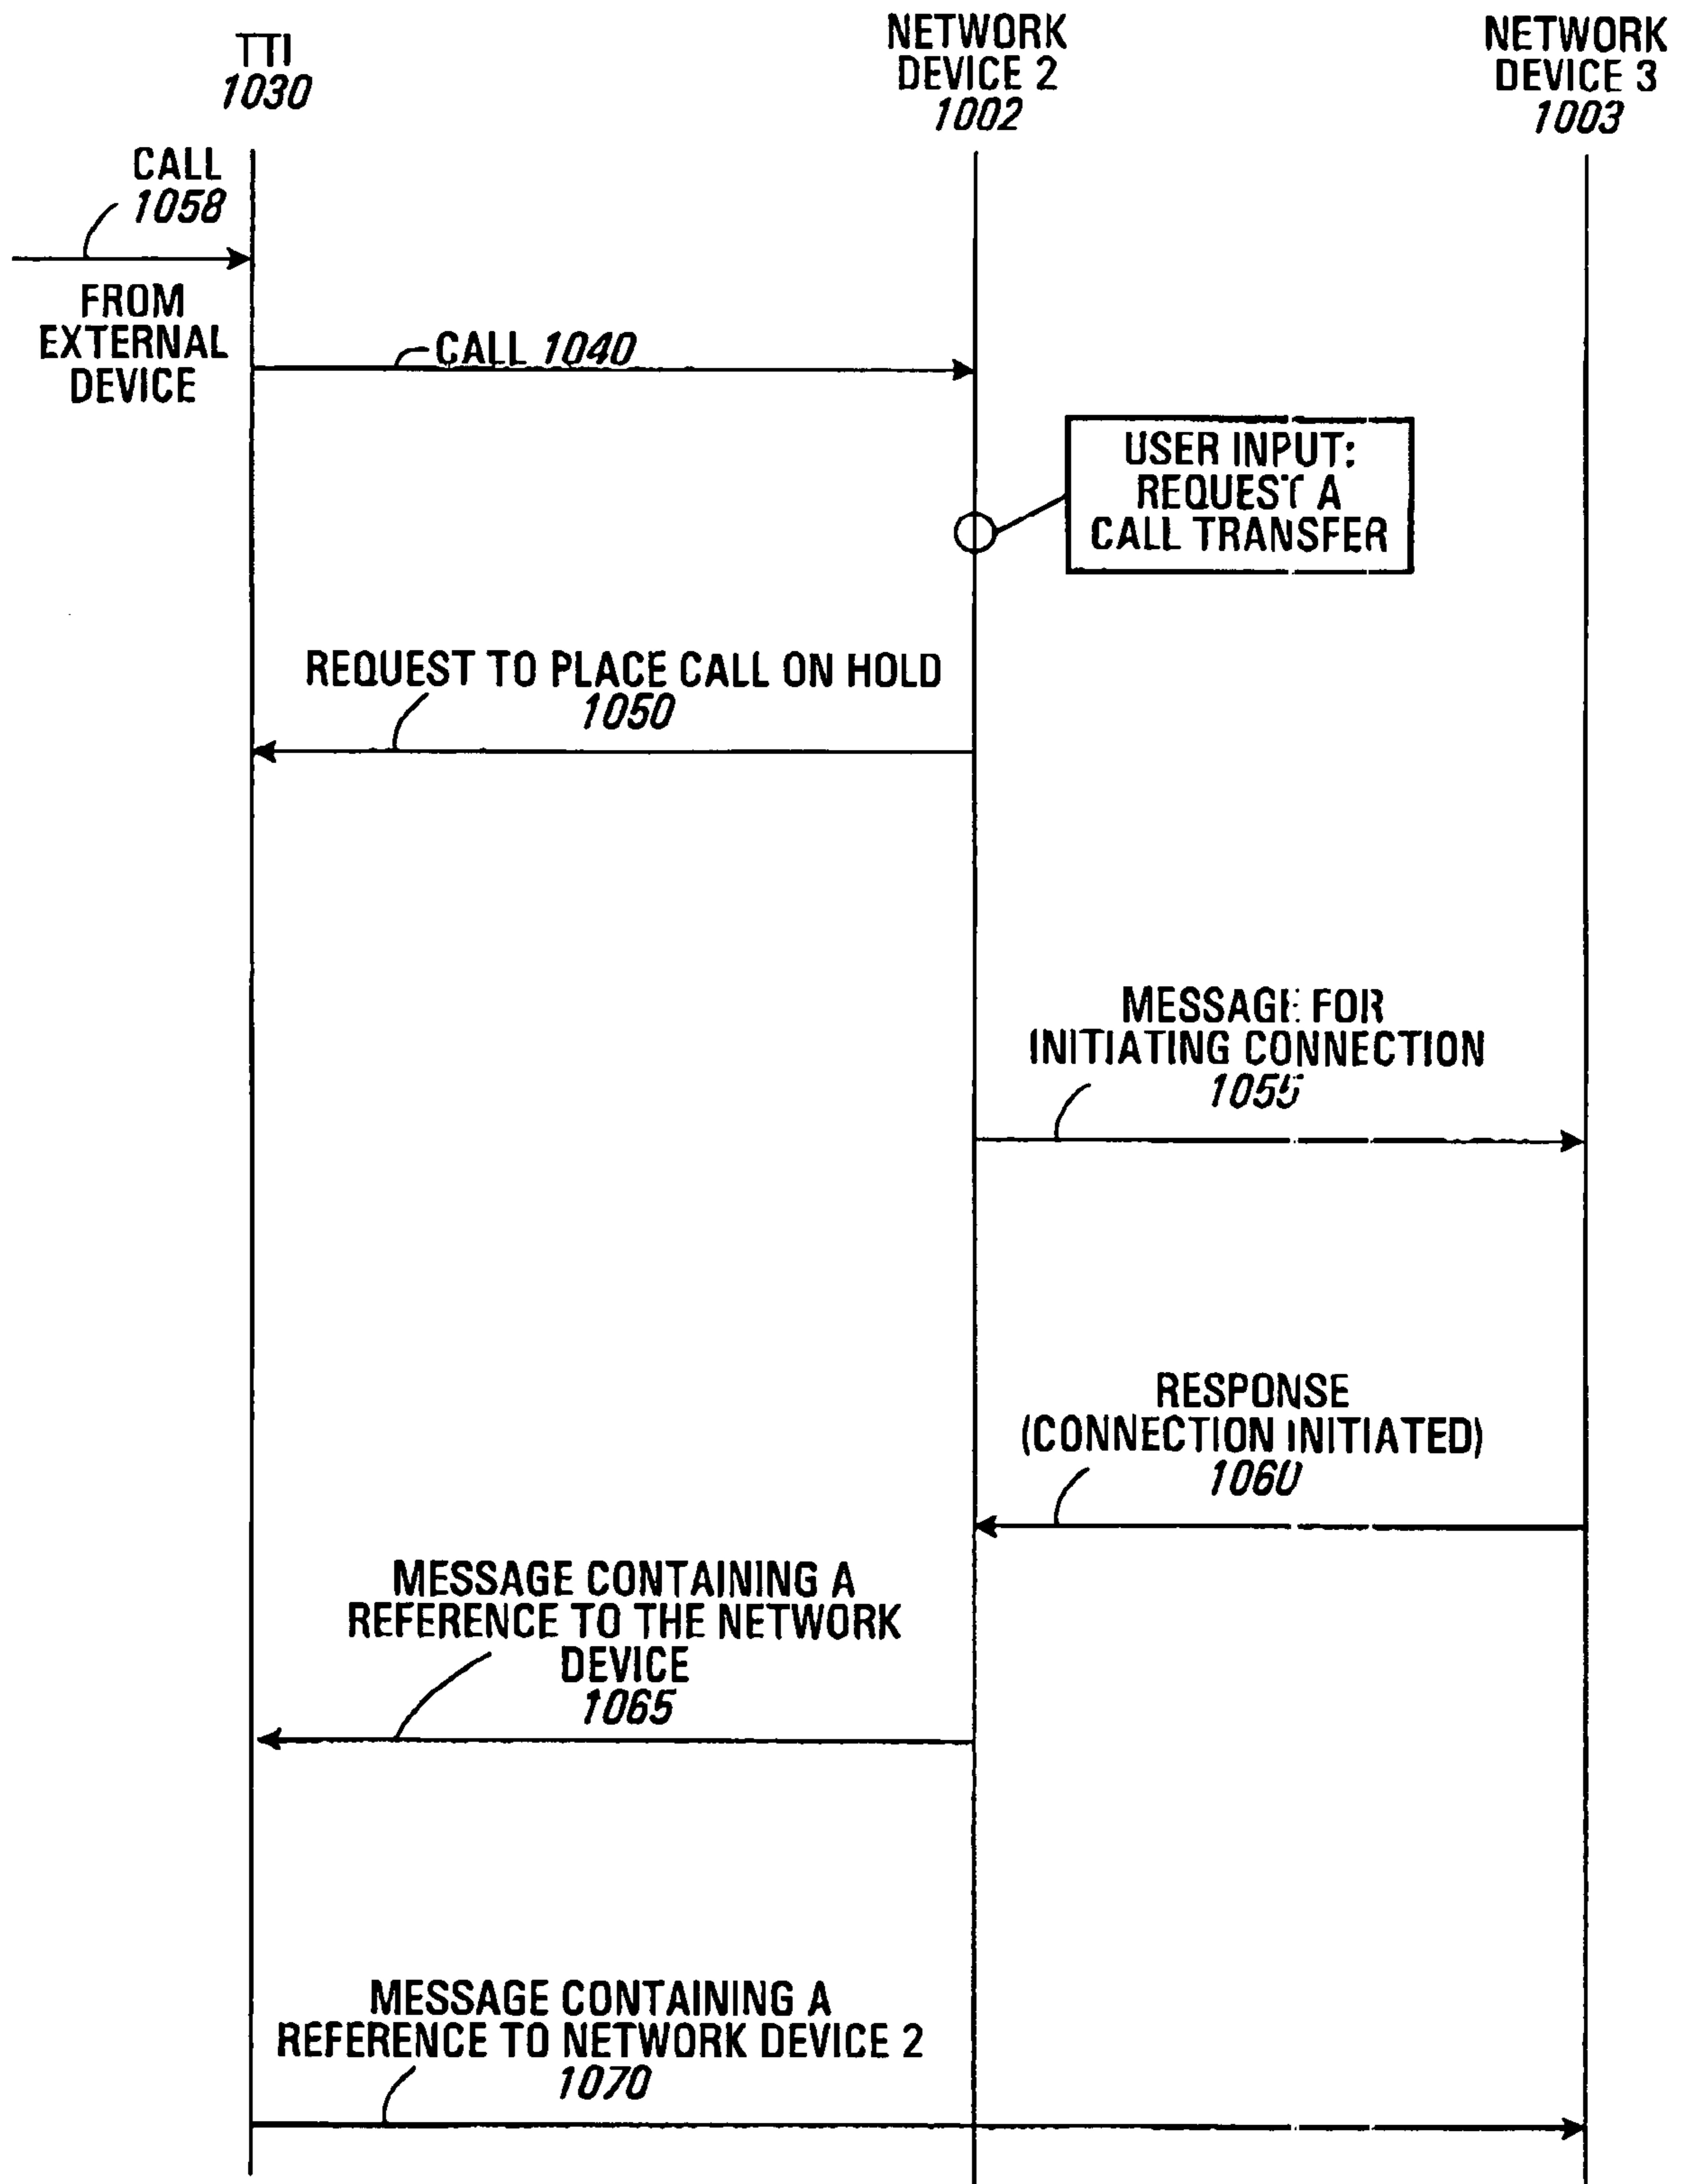 TTI
1030
NETWORK
DEVICE 2
1002
NETWORK
DEVICE 3
1003
CALL
1058
FROM
EXTERNAL
DEVICE
CALL 1040
USER INPUT:
REQUEST A
CALL TRANSFER
REQUEST TO PLACE CALL ON HOLD
1050
MESSAGE FOR
INITIATING CONNECTION
1055
RESPONSE
(CONNECTION INITIATED)
1060
MESSAGE CONTAINING A
REFERENCE TO THE NETWORK
DEVICE
1065
MESSAGE CONTAINING A
REFERENCE TO NETWORK DEVICE 2
1070